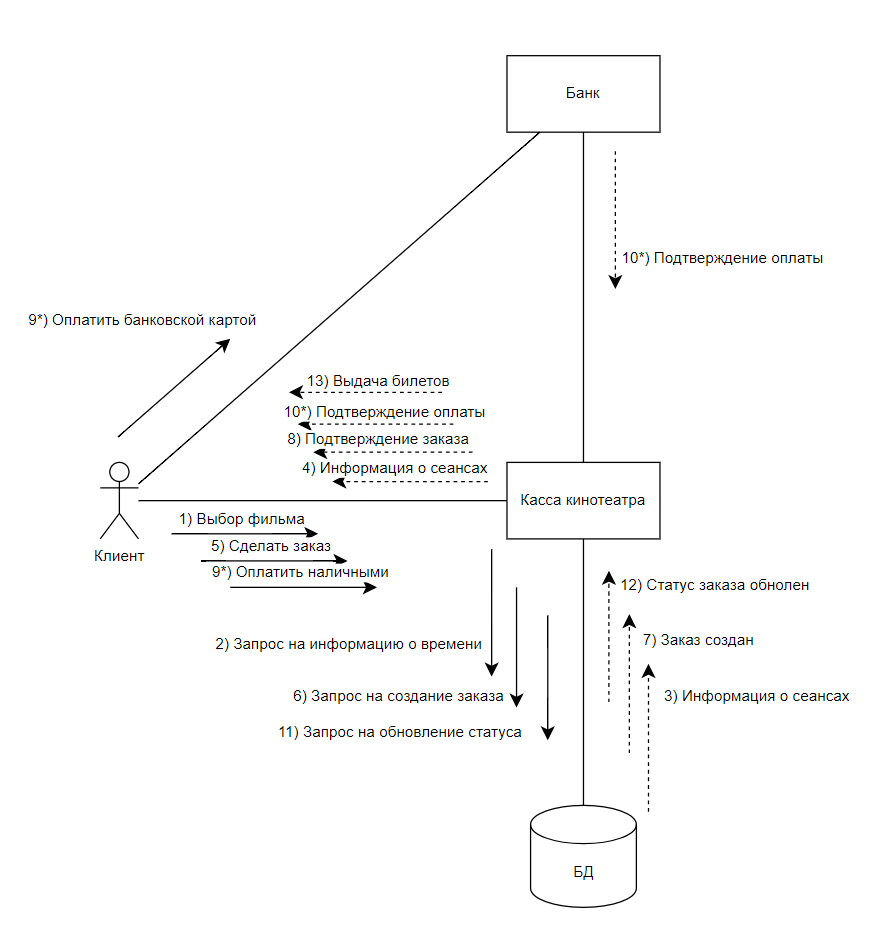 Банк
10*) Подтверждение оплаты
9*) Оплатить банковской картой
13) Выдача билетов
10*) Подтверждение оплаты
8) Подтверждение заказа
4) Информация о сеансах
Касса кинотеатра
1) Выбор фильма
5) Сделать заказ
9*) Оплатить наличными
Клиент
12) Статус заказа обнолен
2) Запрос на информацию о времени
7) Заказ создан
6) Запрос на создание заказа
3) Информация о сеансах
11) Запрос на обновление статуса
БД